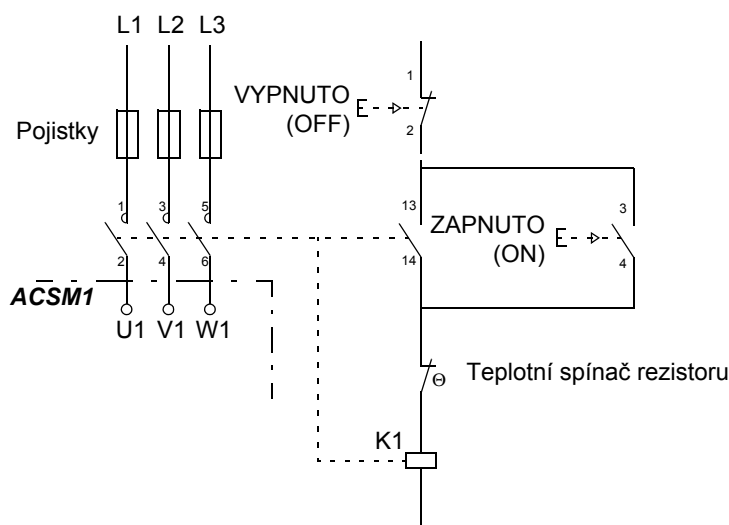 L1 L2 L3
1
VYPNUTO
(OFF)
2
Pojistky
1 3 5
13
3
ZAPNUTO
(ON)
2 4 6
14
4
ACSM1
U1 V1 W1
Θ
Teplotní spínač rezistoru
K1